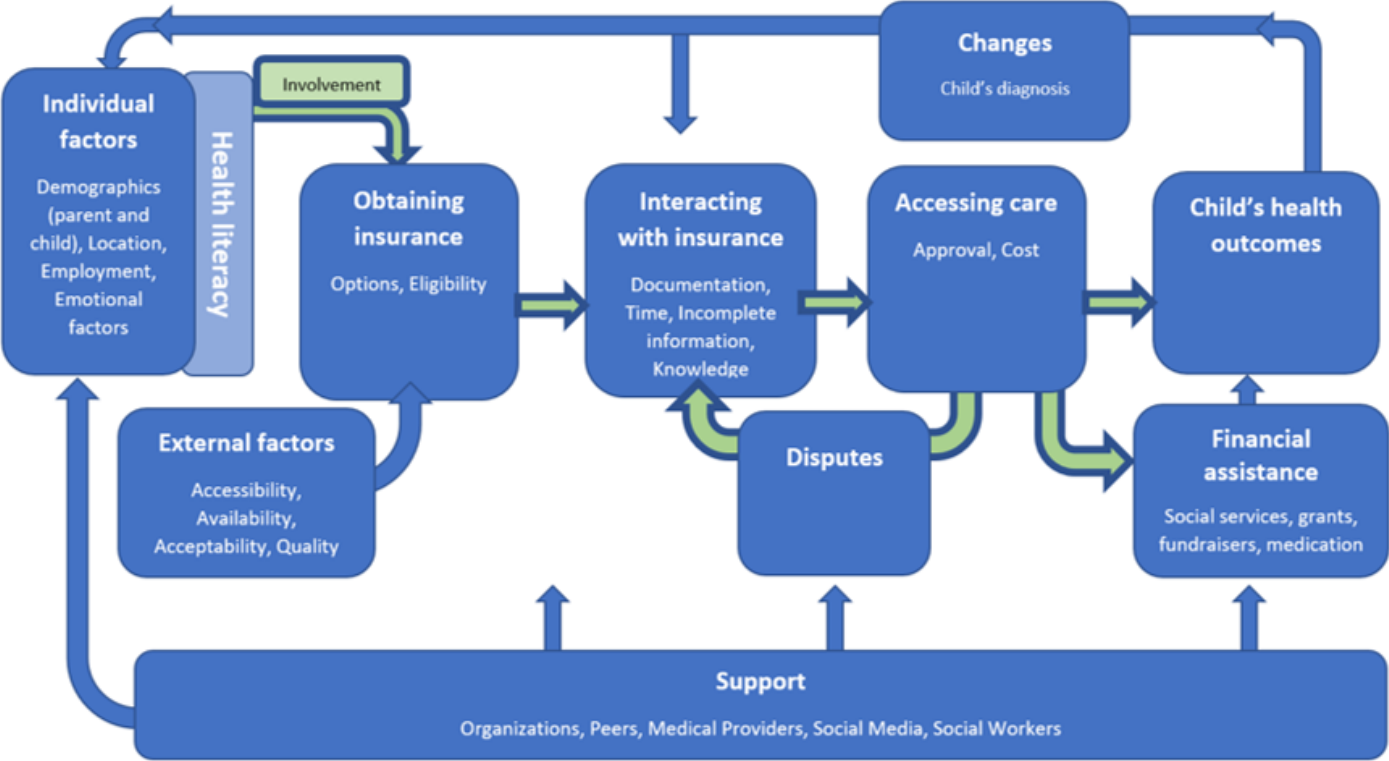 Changes
Child's diagnosis
Involvement
Individual
factors
Demographics
(parent and
child), Location,
Employment,
Emotional
factors
Health literacy
Obtaining
insurance
Options, Eligibility
Interacting
with insurance
Documentation,
Time, Incomplete
information,
Knowledge
Accessing care
Approval, Cost
Child's health
outcomes
External factors
Accessibility,
Availability,
Acceptability, Quality
Disputes
Financial
assistance
Social services, grants,
fundraisers, medication
Support
Organizations, Peers, Medical Providers, Social Media, Social Workers